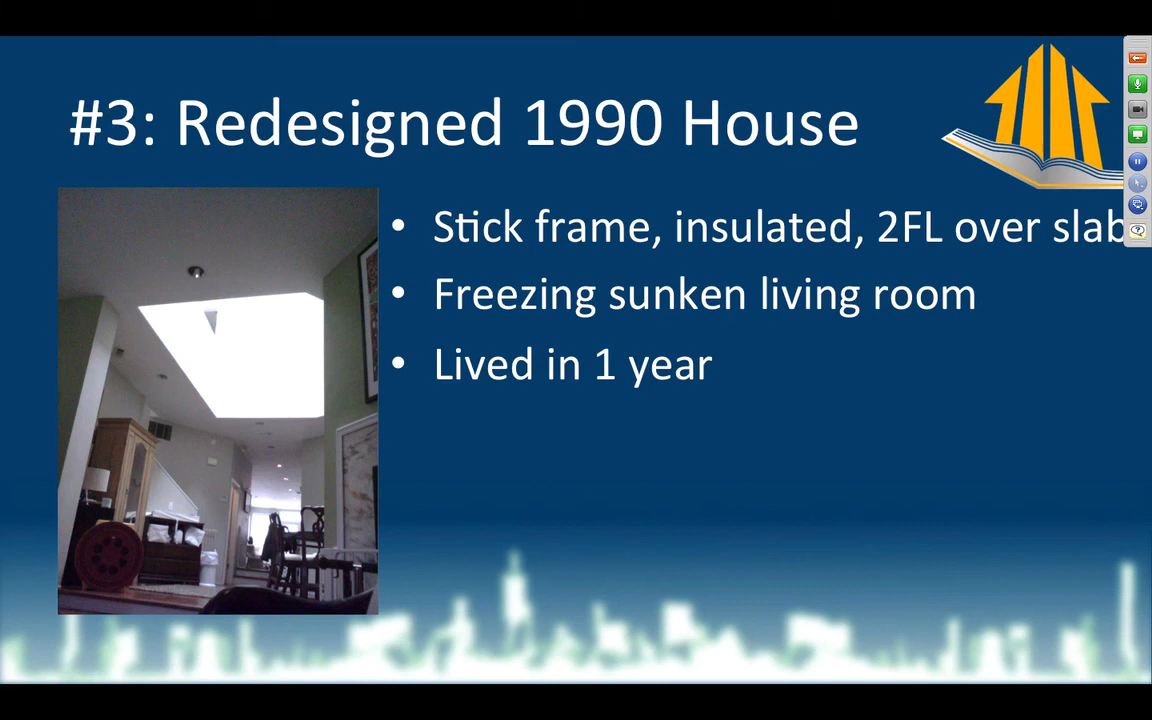 #3: Redesigned 1990 House
• Stick frame, insulated, 2FL over slab
• Freezing sunken living room
• Lived in 1 year